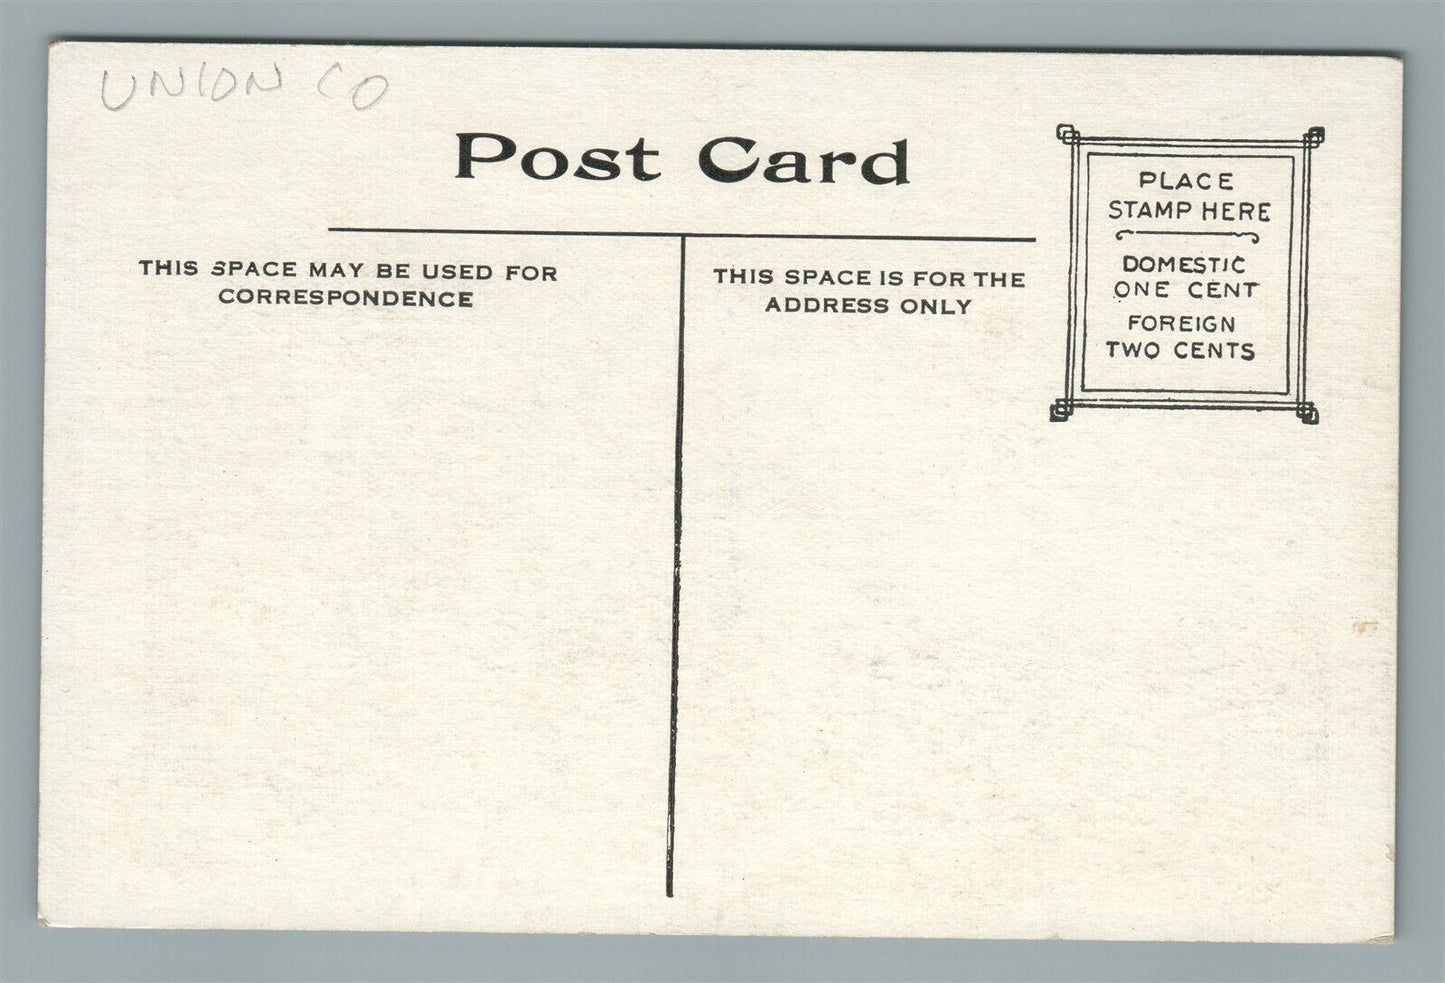 UNION CO
Post Card
THIS SPACE MAY BE USED FOR
CORRESPONDENCE
THIS SPACE IS FOR THE
ADDRESS ONLY
PLACE
STAMP HERE
DOMESTIC
ONE CENT
FOREIGN
TWO CENTS